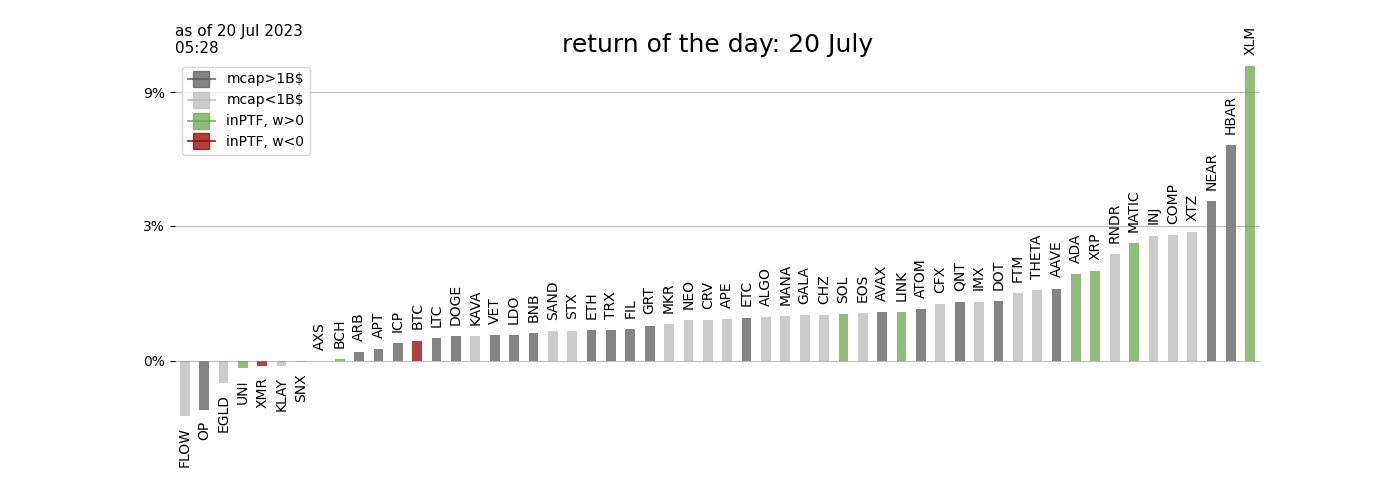 as of 20 Jul 2023
05:28
return of the day: 20 July
mcap>1B$
mcap<1B$
inPTF, w>0
inPTF, w<0
9%
3%
0%
FLOW
OP
EGLD
UNI
XMR
KLAY
SNX
AXS
BCH
ARB
APT
ICP
BTC
LTC
DOGE
KAVA
VET
LDO
BNB
SAND
STX
ETH
TRX
FIL
GRT
MKR
NEO
CRV
APE
ETC
ALGO
MANA
GALA
CHZ
SOL
EOS
AVAX
LINK
ATOM
CFX
QNT
IMX
DOT
FTM
THETA
AAVE
ADA
XRP
RNDR
MATIC
INJ
COMP
XTZ
NEAR
HBAR
XLM